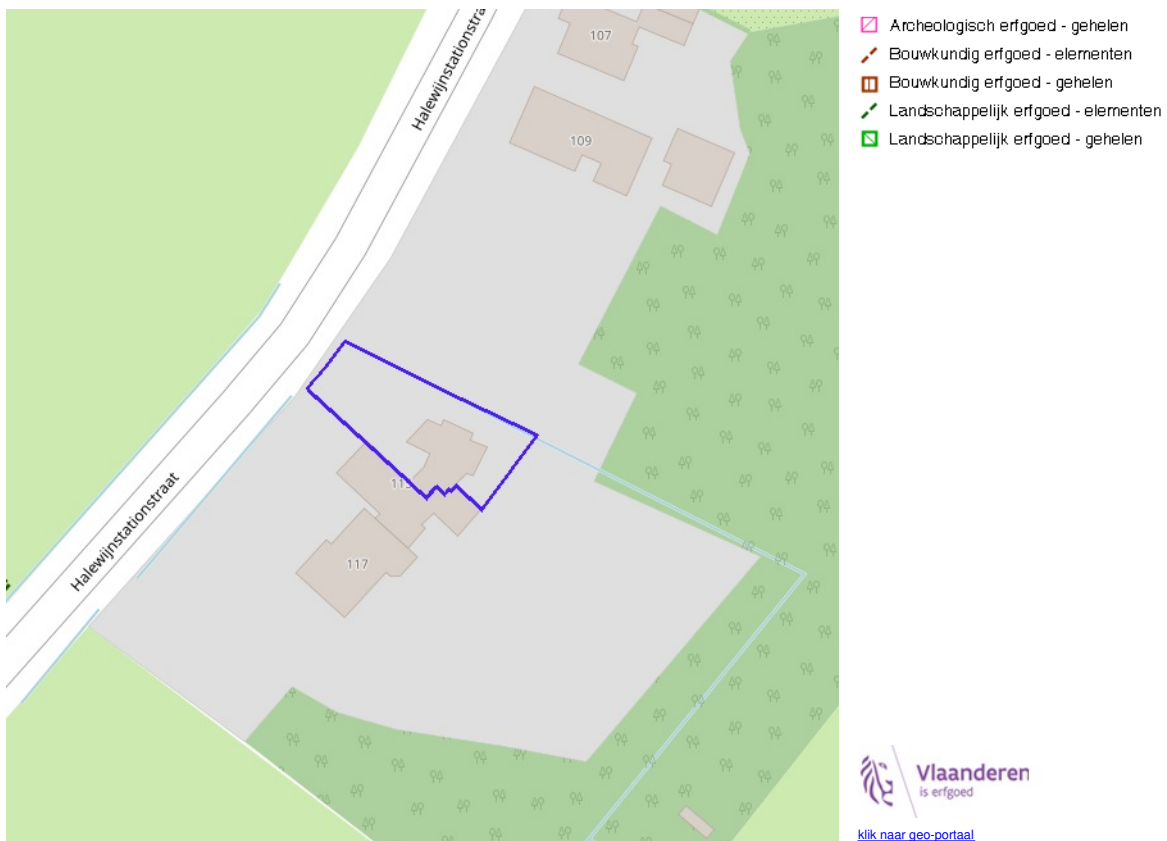 Halewijnstationstra
107
109
117
Halewijnstationstraat
Archeologisch erfgoed - gehelen
Bouwkundig erfgoed - elementen
Bouwkundig erfgoed - gehelen
Landschappelijk erfgoed - elementen
Landschappelijk erfgoed - gehelen
Vlaanderen
is erfgoed
klik naar geo-portaal